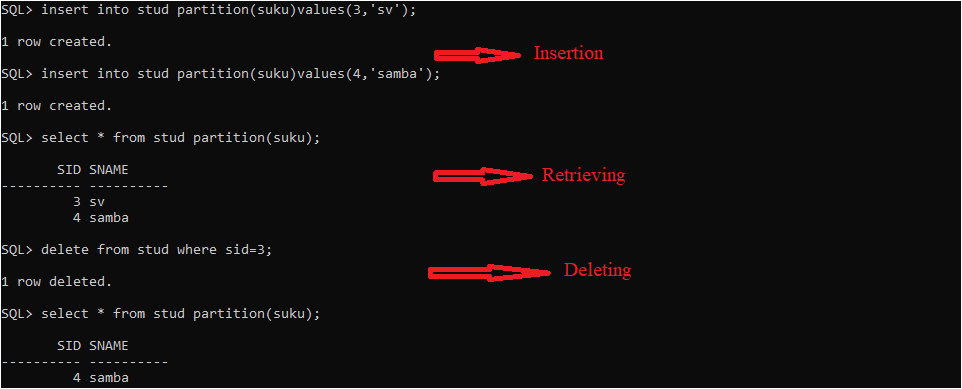 SQL> insert into stud partition(suku)values(3,'sv');
1 row created.
Insertion
SQL> insert into stud partition(suku)values(4,'samba');
1 row created.
SQL> select * from stud partition(suku);
SID SNAME
---------- ----------
3 sv
4 samba
Retrieving
SQL> delete from stud where sid=3;
Deleting
1 row deleted.
SQL> select * from stud partition(suku);
SID SNAME
---------- ----------
4 samba